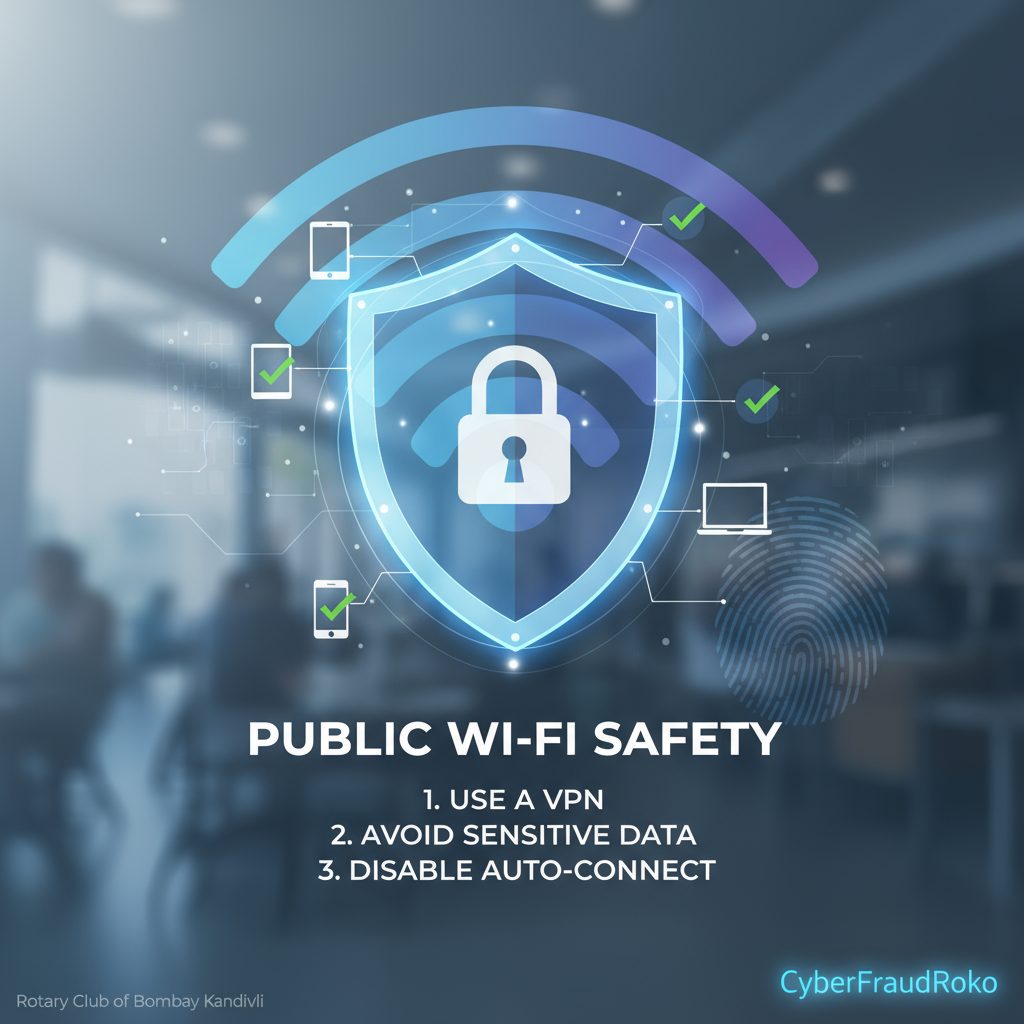 PUBLIC WI-FI SAFETY
1. USE A VPN
2. AVOID SENSITIVE DATA
3. DISABLE AUTO-CONNECT
CyberFraudRoko
Rotary Club of Bombay Kandivli